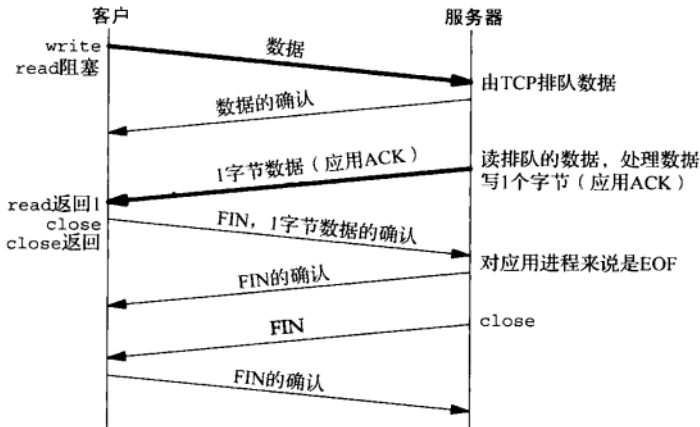 客户
服务器
write
read阻塞
数据
由TCP排队数据
数据的确认
1字节数据（应用ACK）
读排队的数据，处理数据
写1个字节（应用ACK）
read返回1
close
close返回
FIN，1字节数据的确认
对应用进程来说是EOF
FIN的确认
FIN
close
FIN的确认